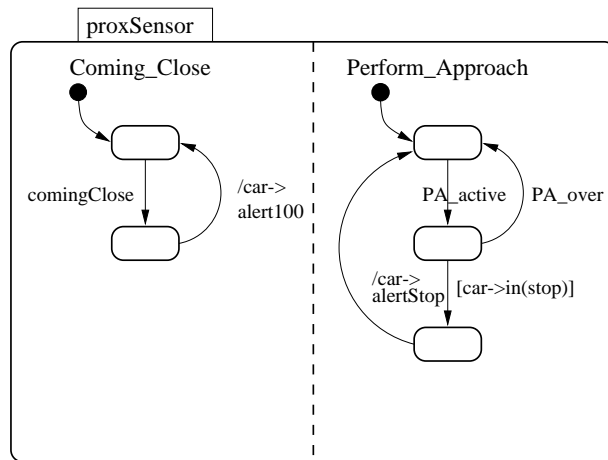 proxSensor
Coming_Close
Perform_Approach
comingClose
/car->
alert100
PA_active
PA_over
/car->
alertStop
[car->in(stop)]